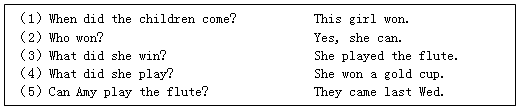 (1) When did the children come? This girl won.
(2) Who won? Yes, she can.
(3) What did she win? She played the flute.
(4) What did she play? She won a gold cup.
(5) Can Amy play the flute? They came last Wed.